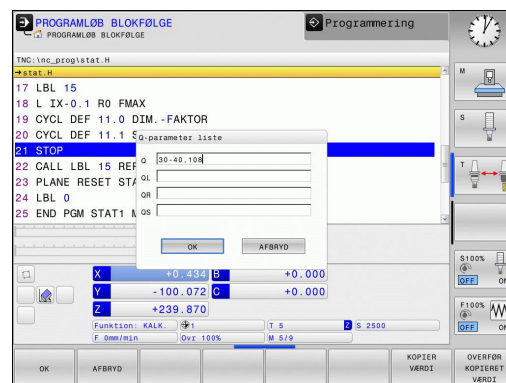 PROGRAMLØB BLOKFØLGE
PROGRAMLØB BLOKFØLGE
Programmering
TNC:\nc_prog\stat.H
→stat.H
17 LBL 15
18 L IX-0.1 R0 FMAX
19 CYCL DEF 11.0 DIM.-FAKTOR
20 CYCL DEF 11.1 S
21 STOP
22 CALL LBL 15 REP
23 PLANE RESET STA
24 LBL 0
25 END PGM STAT1 M
Q-parameter liste
Q 30-40,108
QL
QR
QS
OK AFBRYD
X +0.434 B +0.000
Y -100.072 C +0.000
Z +239.870
Funktion: KALK. 1 T 5 Z S 2500
F 0mm/min Ovr 100% M 5/9
M
S
T
S100%
OFF ON
F100%
OFF ON
OK AFBRYD KOPIER VÆRDI OVERFØR KOPIERET VÆRDI